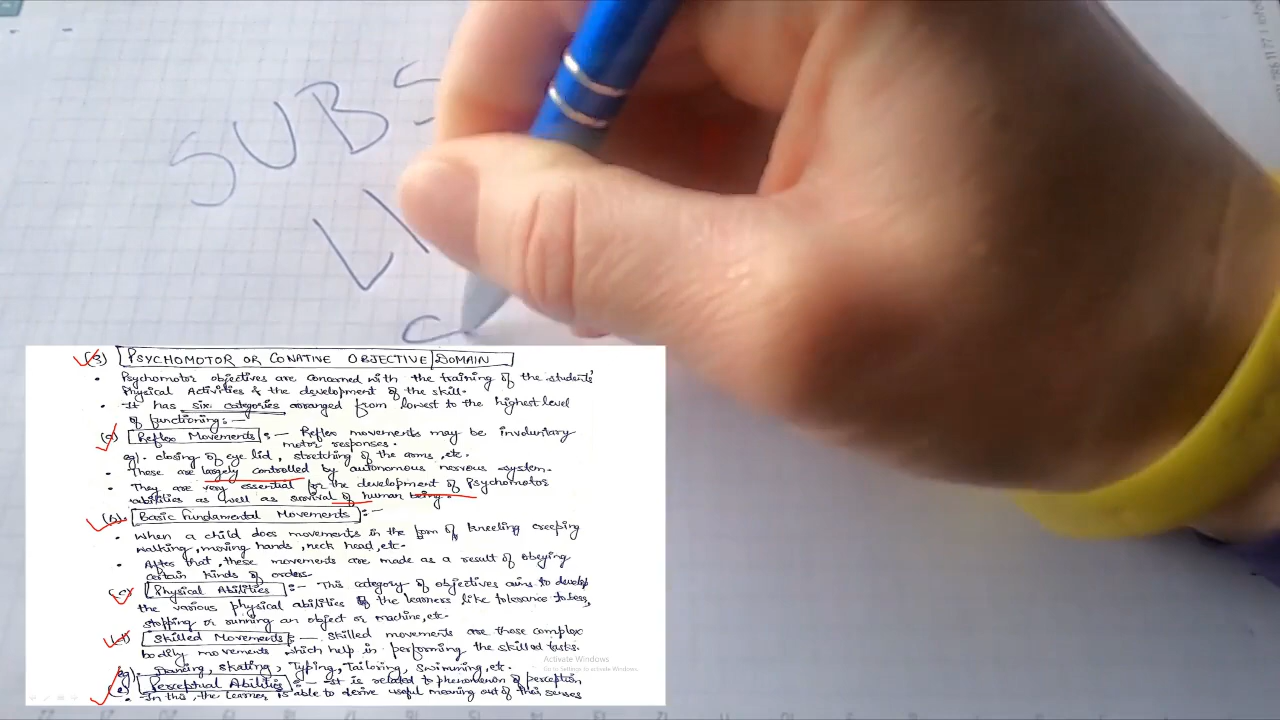 SUBS
LI
(3) PSYCHOMOTOR OR CONATIVE OBJECTIVE DOMAIN
• Psychomotor objectives are concerned with the training of the students'
Physical Activities & the development of the skill.
• It has six categories arranged from lowest to the highest level
of functioning:—
(a) Reflex Movements:— Reflex movements may be involuntary
motor responses.
eg). closing of eye lid, stretching of the arms, etc.
• These are largely controlled by autonomous nervous system.
• They are very essential for the development of Psychomotor
abilities as well as survival of human being.
(b) Basic Fundamental Movements:—
• When a child does movements in the form of kneeling creeping
walking, moving hands, neck head, etc.
• After that, these movements are made as a result of obeying
certain kinds of orders.
(c) Physical Abilities:— This category of objectives aims to develop
the various physical abilities of the learners like tolerance
stopping or running an object or machine, etc.
(d) Skilled Movements:— Skilled movements are those complex
bodily movements which help in performing the skilled tasks.
eg). Dancing, skating, Typing, Tailoring, swimming, etc.
(e) Perceptual Abilities:— It is related to phenomenon of perception
• In this, the learner is able to derive useful meaning out of their senses
Activate Windows
Go to Settings to activate Windows.